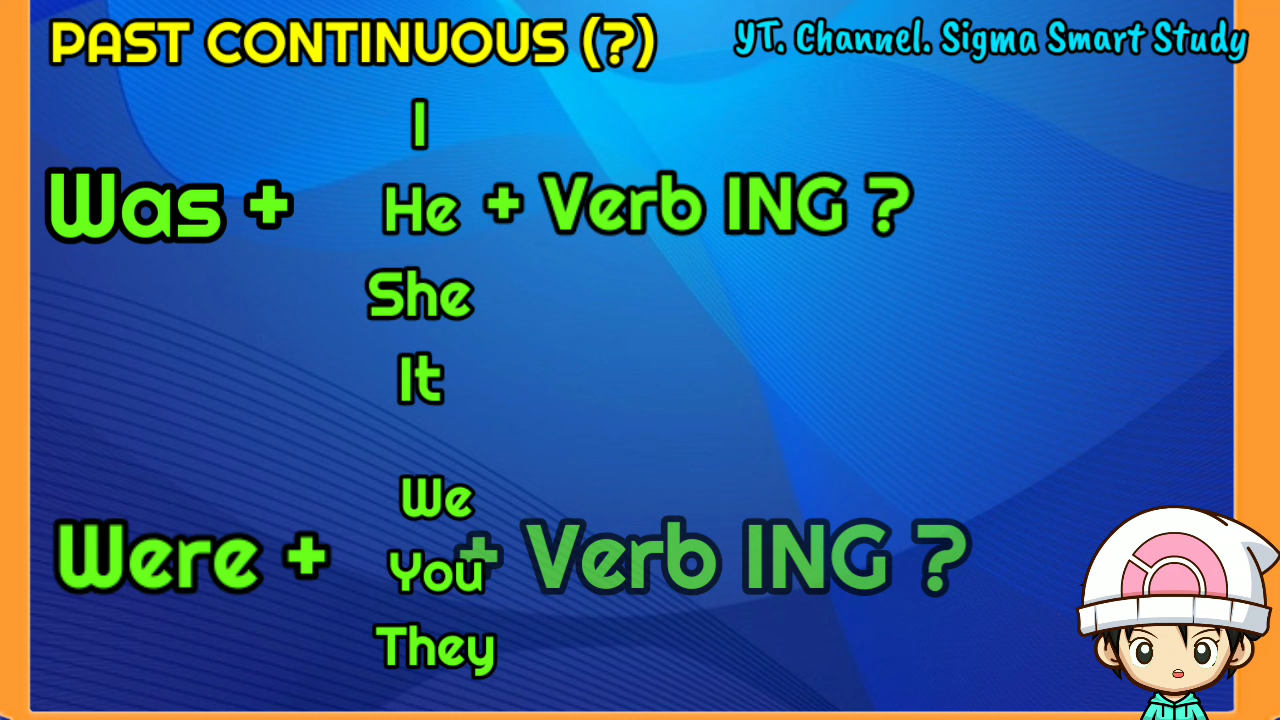 PAST CONTINUOUS (?)
YT. Channel. Sigma Smart Study
I
Was + He + Verb ING ?
She
It
We
Were + You + Verb ING ?
They